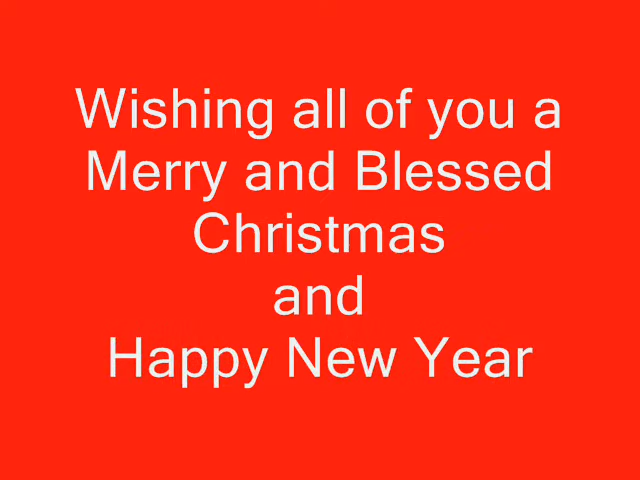 Wishing all of you a
Merry and Blessed
Christmas
and
Happy New Year